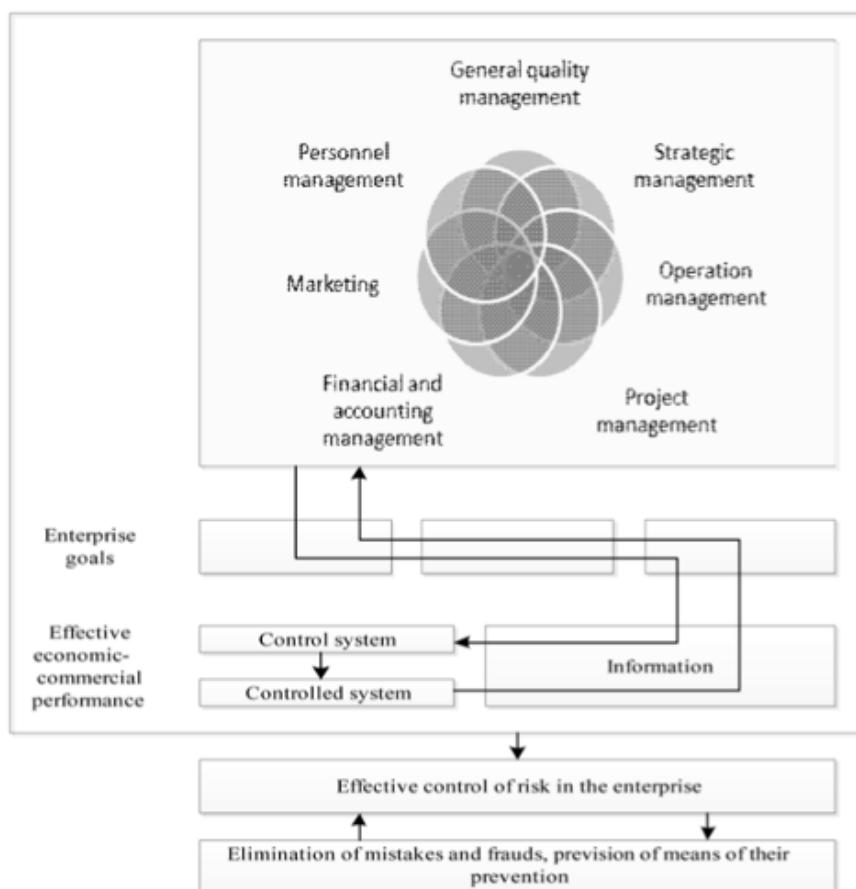 General quality
management
Personnel
management
Strategic
management
Marketing
Operation
management
Financial and
accounting
management
Project
management
Enterprise
goals
Effective
economic-
commercial
performance
Control system
Controlled system
Information
Effective control of risk in the enterprise
Elimination of mistakes and frauds, prevision of means of their
prevention